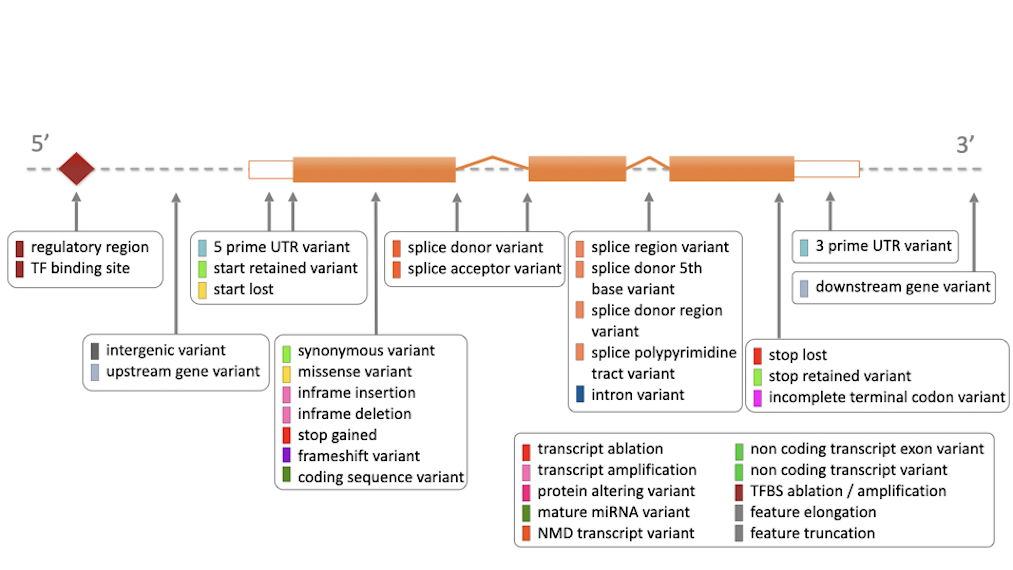 5’
3’
regulatory region
TF binding site
5 prime UTR variant
start retained variant
start lost
splice donor variant
splice acceptor variant
splice region variant
splice donor 5th
base variant
splice donor region
variant
splice polypyrimidine
tract variant
intron variant
3 prime UTR variant
downstream gene variant
intergenic variant
upstream gene variant
synonymous variant
missense variant
inframe insertion
inframe deletion
stop gained
frameshift variant
coding sequence variant
stop lost
stop retained variant
incomplete terminal codon variant
transcript ablation
transcript amplification
protein altering variant
mature miRNA variant
NMD transcript variant
non coding transcript exon variant
non coding transcript variant
TFBS ablation / amplification
feature elongation
feature truncation